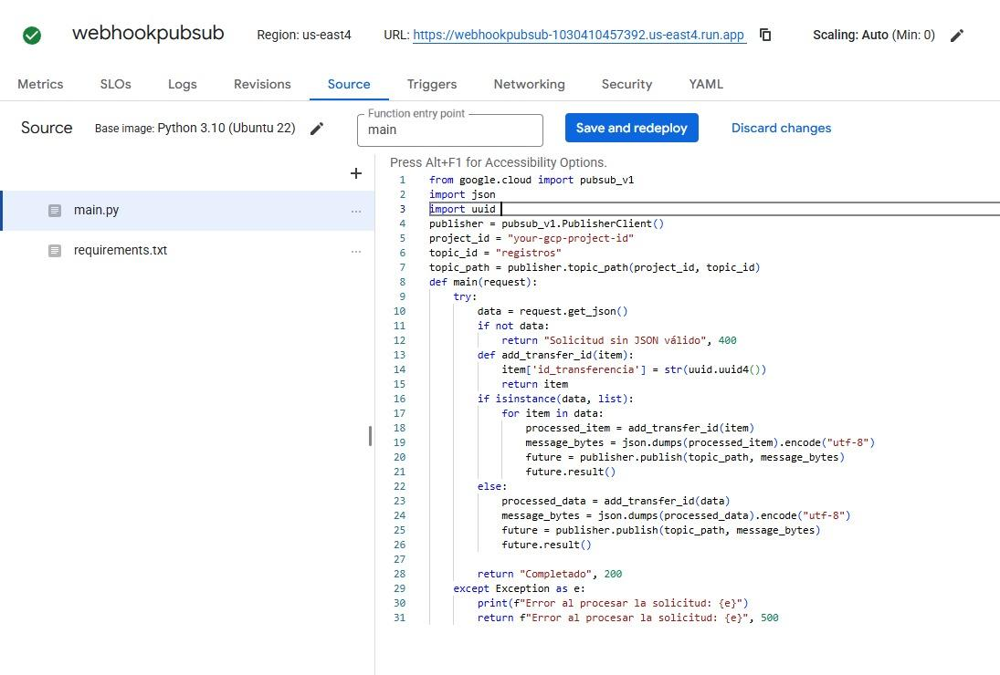 webhookpubsub Region: us-east4 URL: https://webhookpubsub-1030410457392.us-east4.run.app Scaling: Auto (Min: 0)
Metrics SLOs Logs Revisions Source Triggers Networking Security YAML
Source Base image: Python 3.10 (Ubuntu 22) Function entry point main Save and redeploy Discard changes
main.py
requirements.txt
Press Alt+F1 for Accessibility Options.
1 from google.cloud import pubsub_v1
2 import json
3 import uuid
4 publisher = pubsub_v1.PublisherClient()
5 project_id = "your-gcp-project-id"
6 topic_id = "registros"
7 topic_path = publisher.topic_path(project_id, topic_id)
8 def main(request):
9     try:
10         data = request.get_json()
11         if not data:
12             return "Solicitud sin JSON válido", 400
13         def add_transfer_id(item):
14             item['id_transferencia'] = str(uuid.uuid4())
15             return item
16         if isinstance(data, list):
17             for item in data:
18                 processed_item = add_transfer_id(item)
19                 message_bytes = json.dumps(processed_item).encode("utf-8")
20                 future = publisher.publish(topic_path, message_bytes)
21                 future.result()
22         else:
23             processed_data = add_transfer_id(data)
24             message_bytes = json.dumps(processed_data).encode("utf-8")
25             future = publisher.publish(topic_path, message_bytes)
26             future.result()
27
28         return "Completado", 200
29     except Exception as e:
30         print(f"Error al procesar la solicitud: {e}")
31         return f"Error al procesar la solicitud: {e}", 500